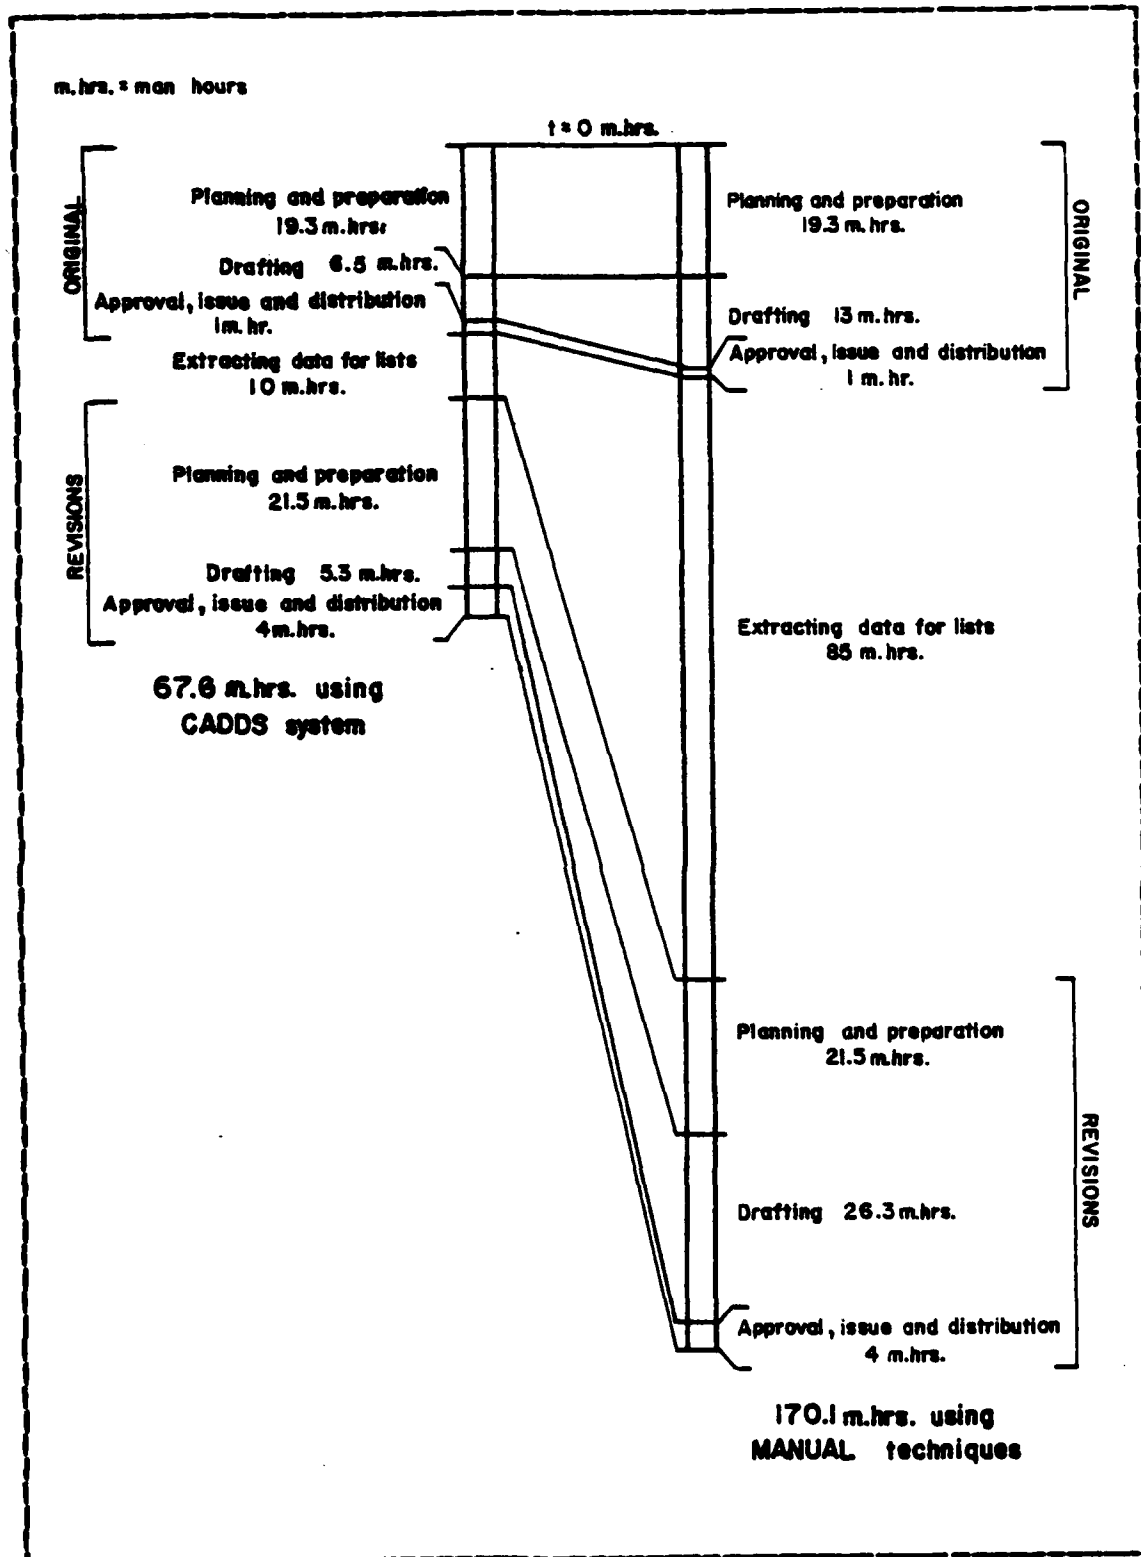 m.hrs. = man hours
t = 0 m.hrs.
ORIGINAL
Planning and preparation
19.3 m.hrs.
Drafting 6.5 m.hrs.
Approval, issue and distribution
1 m. hr.
Extracting data for lists
10 m.hrs.
REVISIONS
Planning and preparation
21.5 m.hrs.
Drafting 5.3 m.hrs.
Approval, issue and distribution
4 m.hrs.
67.6 m.hrs. using
CADDS system
Planning and preparation
19.3 m. hrs.
ORIGINAL
Drafting 13 m.hrs.
Approval, issue and distribution
1 m. hr.
Extracting data for lists
85 m.hrs.
Planning and preparation
21.5 m.hrs.
REVISIONS
Drafting 26.3 m.hrs.
Approval, issue and distribution
4 m.hrs.
170.1 m.hrs. using
MANUAL techniques